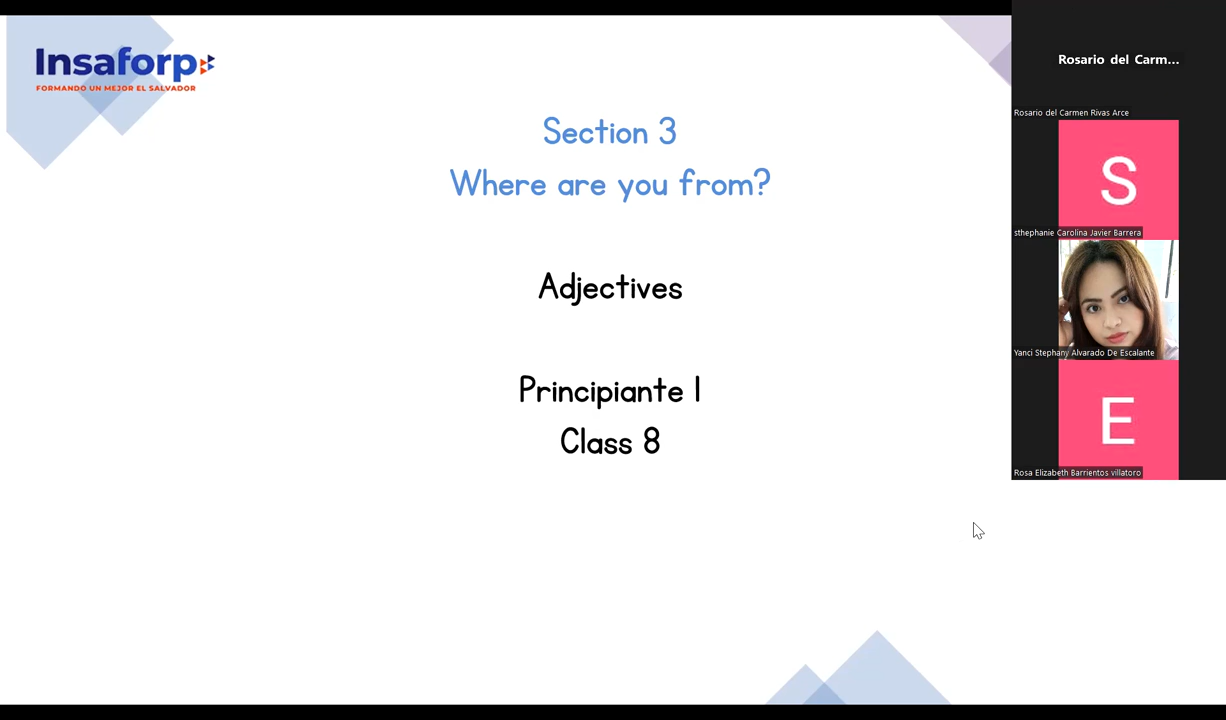 Insaforp
FORMANDO UN MEJOR EL SALVADOR
Section 3
Where are you from?
Adjectives
Principiante I
Class 8
Rosario del Carm...
Rosario del Carmen Rivas Arce
S
sthephanie Carolina Javier Barrera
Yanci Stephany Alvarado De Escalante
E
Rosa Elizabeth Barrientos villatoro